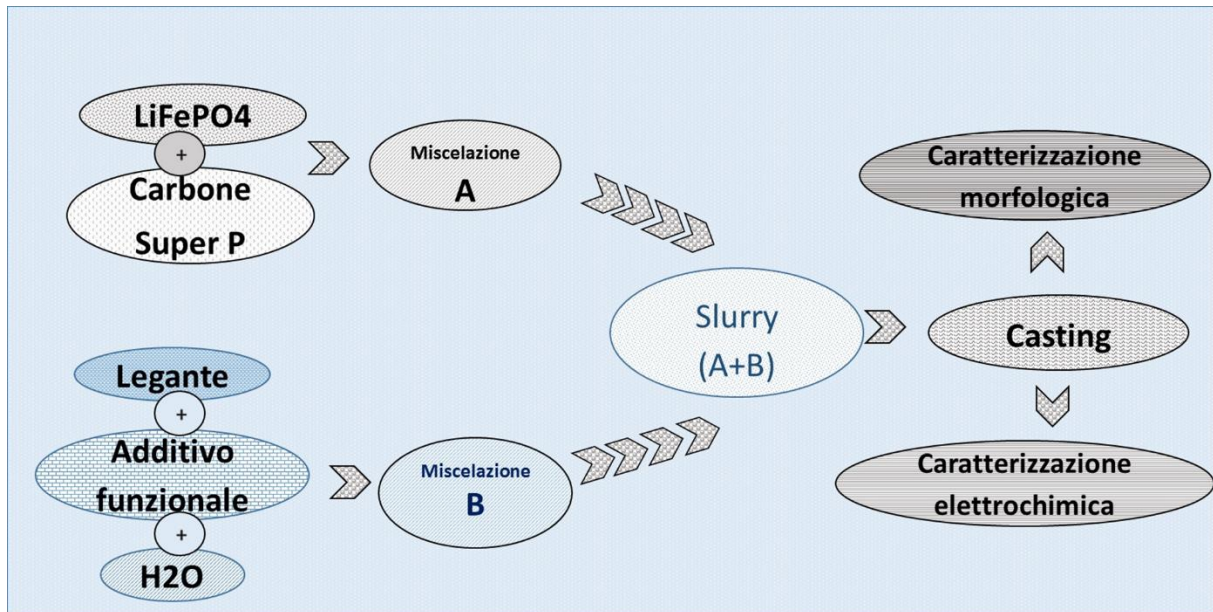 LiFePO4
+
Carbone
Super P
Miscelazione
A
Legante
+
Additivo
funzionale
+
H2O
Miscelazione
B
Slurry
(A+B)
Casting
Caratterizzazione
morfologica
Caratterizzazione
elettrochimica